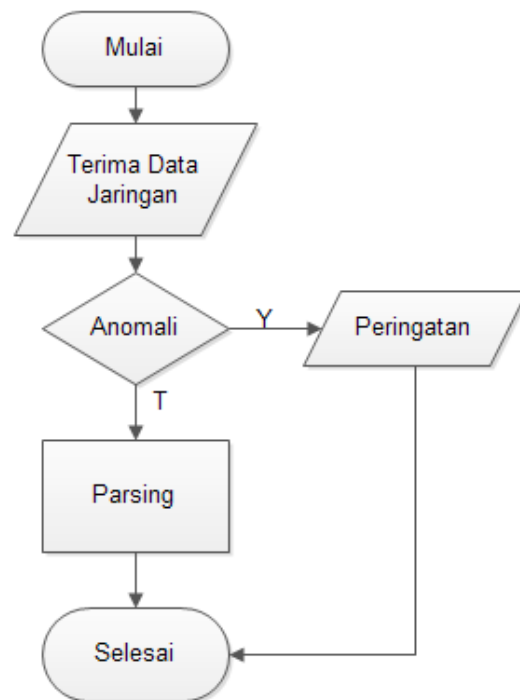 Mulai
Terima Data
Jaringan
Anomali
Y
Peringatan
T
Parsing
Selesai